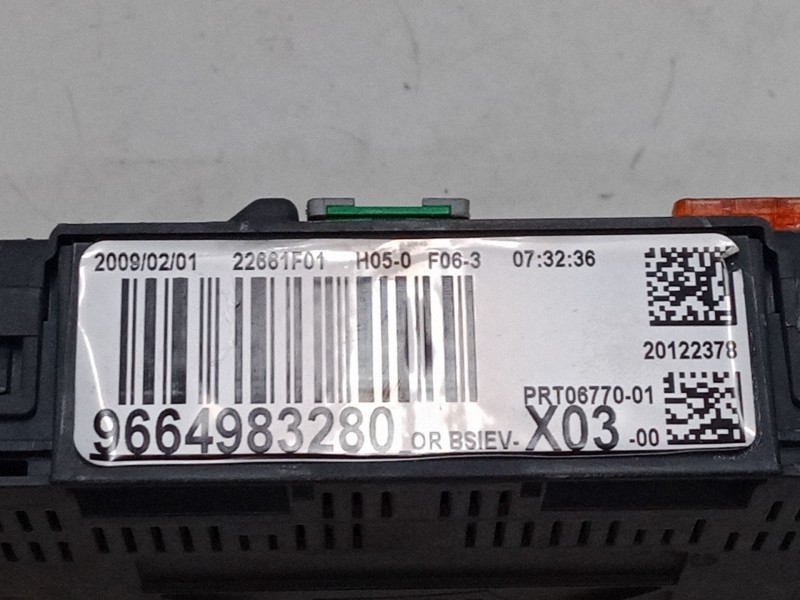 2009/02/01 22681F01 H05-0 F06-3 07:32:36
20122378
PRT06770-01
9664983280 OR BSIEV- X03 -00